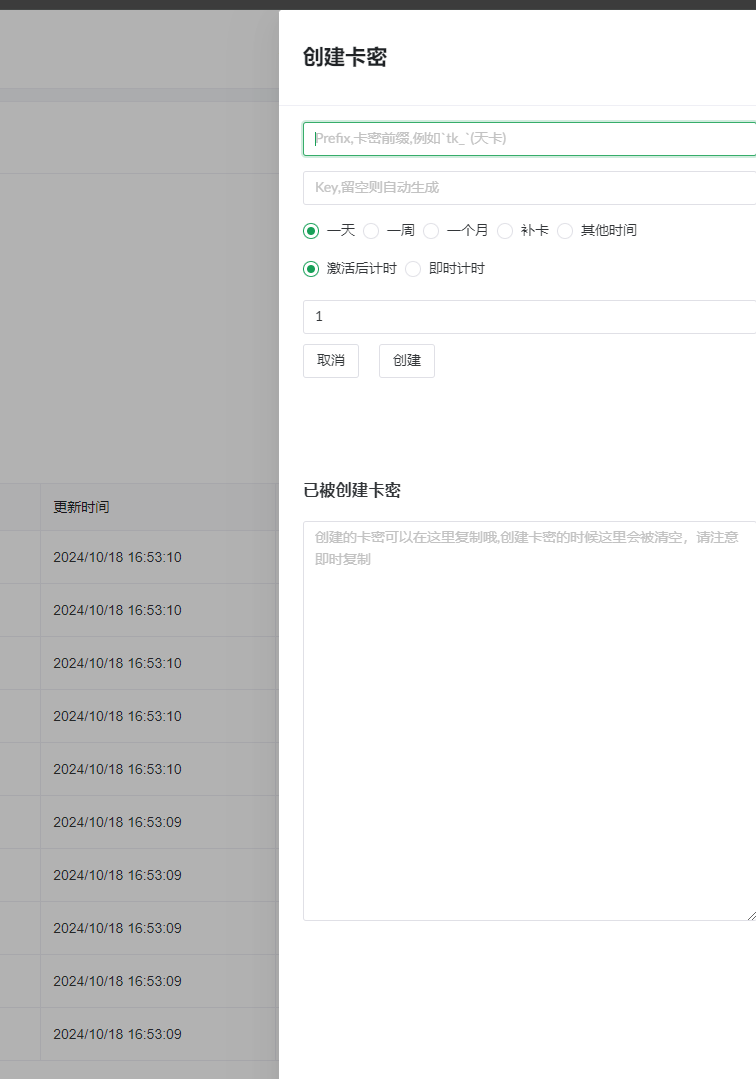 创建卡密
Prefix,卡密前缀,例如`tk_`(天卡)
Key,留空则自动生成
一天 一周 一个月 补卡 其他时间
激活后计时 即时计时
1
取消 创建
已被创建卡密
创建的卡密可以在这里复制哦,创建卡密的时候这里会被清空，请注意
即时复制
更新时间
2024/10/18 16:53:10
2024/10/18 16:53:10
2024/10/18 16:53:10
2024/10/18 16:53:10
2024/10/18 16:53:10
2024/10/18 16:53:09
2024/10/18 16:53:09
2024/10/18 16:53:09
2024/10/18 16:53:09
2024/10/18 16:53:09